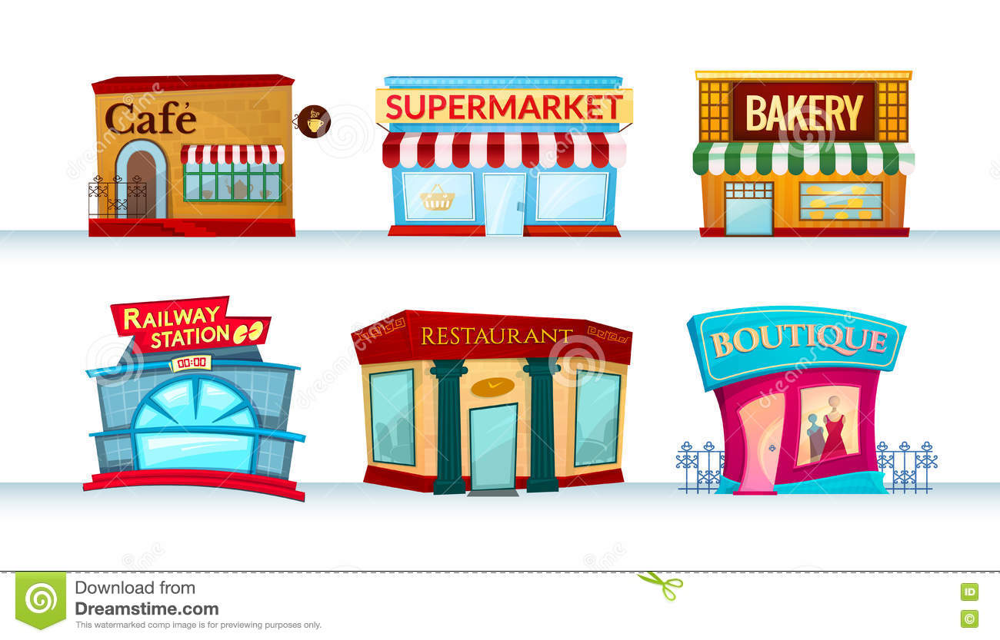 Café
SUPERMARKET
BAKERY
RAILWAY
STATION
00:00
RESTAURANT
BOUTIQUE
dreamstime
Download from
Dreamstime.com
This watermarked comp image is for previewing purposes only.
ID
©